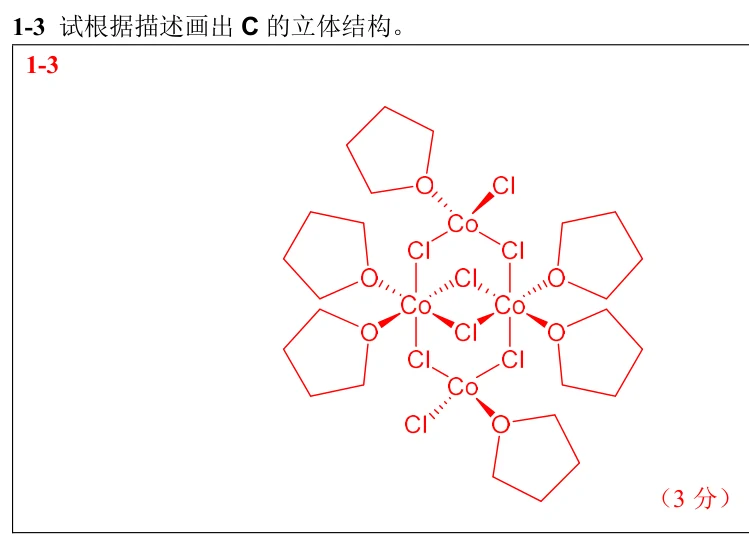 1-3 试根据描述画出 C 的立体结构。
1-3
O Cl
Co
Cl Cl
O Cl O
Co Co
O Cl O
Cl Cl
Co
Cl O
（3 分）